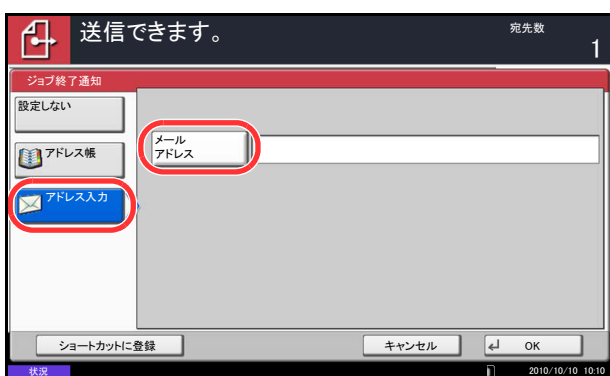 送信できます。
宛先数
1
ジョブ終了通知
設定しない
アドレス帳
アドレス入力
メール
アドレス
ショートカットに登録
キャンセル
OK
状況
2010/10/10 10:10